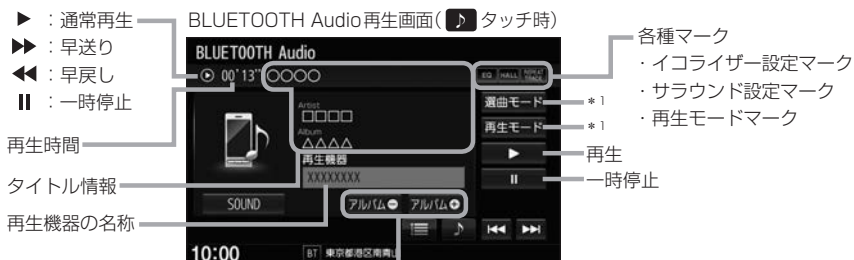 ▶：通常再生
▶▶：早送り
◀◀：早戻し
II：一時停止
再生時間
タイトル情報
再生機器の名称
BLUETOOTH Audio再生画面(♪タッチ時)
BLUETOOTH Audio
00'13" ○○○○
EQ HALL REPEAT TRACK
Artist
□□□□
Album
△△△△
再生機器
XXXXXXXX
SOUND
アルバム− アルバム+
選曲モード
再生モード
▶
II
10:00
BT 東京都港区南青山
各種マーク
・イコライザー設定マーク
・サラウンド設定マーク
・再生モードマーク
＊1
＊1
再生
一時停止